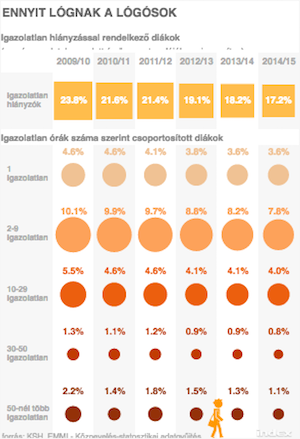 ENNYIT LÓGNAK A LÓGÓSOK
Igazolatlan hiányzással rendelkező diákok
2009/10 2010/11 2011/12 2012/13 2013/14 2014/15
Igazolatlan
hiányzók
23.8% 21.6% 21.4% 19.1% 18.2% 17.2%
Igazolatlan órák száma szerint csoportosított diákok
4.6% 4.6% 4.1% 3.8% 3.6% 3.6%
1
Igazolatlan
10.1% 9.9% 9.7% 8.8% 8.2% 7.8%
2-9
Igazolatlan
5.5% 4.6% 4.6% 4.1% 4.1% 4.0%
10-29
Igazolatlan
1.3% 1.1% 1.2% 0.9% 0.9% 0.8%
30-50
Igazolatlan
2.2% 1.4% 1.8% 1.5% 1.3% 1.1%
50-nél több
Igazolatlan
forrás: KSH, EMMI - Köznevelés-statisztikai adatgyűjtés
index